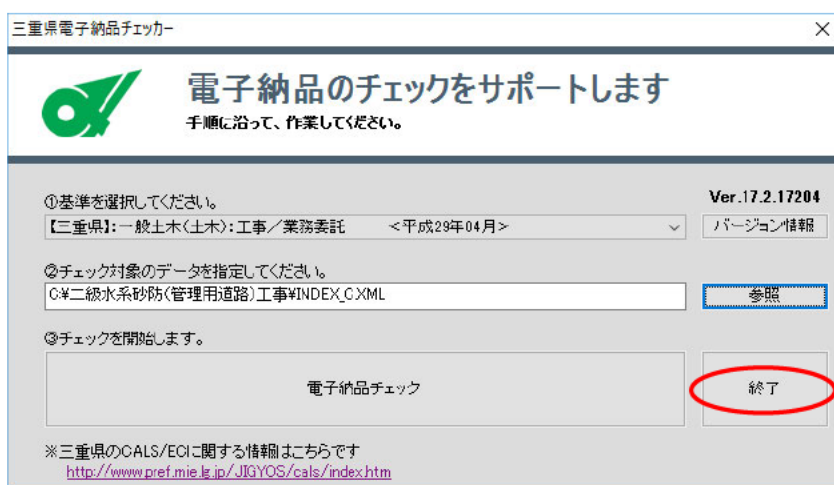 三重県電子納品チェッカー
電子納品のチェックをサポートします
手順に沿って、作業してください。
①基準を選択してください。
Ver.17.2.17204
【三重県】:一般土木(土木):工事/業務委託 <平成29年04月>
バージョン情報
②チェック対象のデータを指定してください。
C:¥二級水系砂防(管理用道路)工事¥INDEX_C.XML
参照
③チェックを開始します。
電子納品チェック
終了
※三重県のCALS/ECIに関する情報はこちらです
http://www.pref.mie.lg.jp/JIGYOS/cals/index.htm